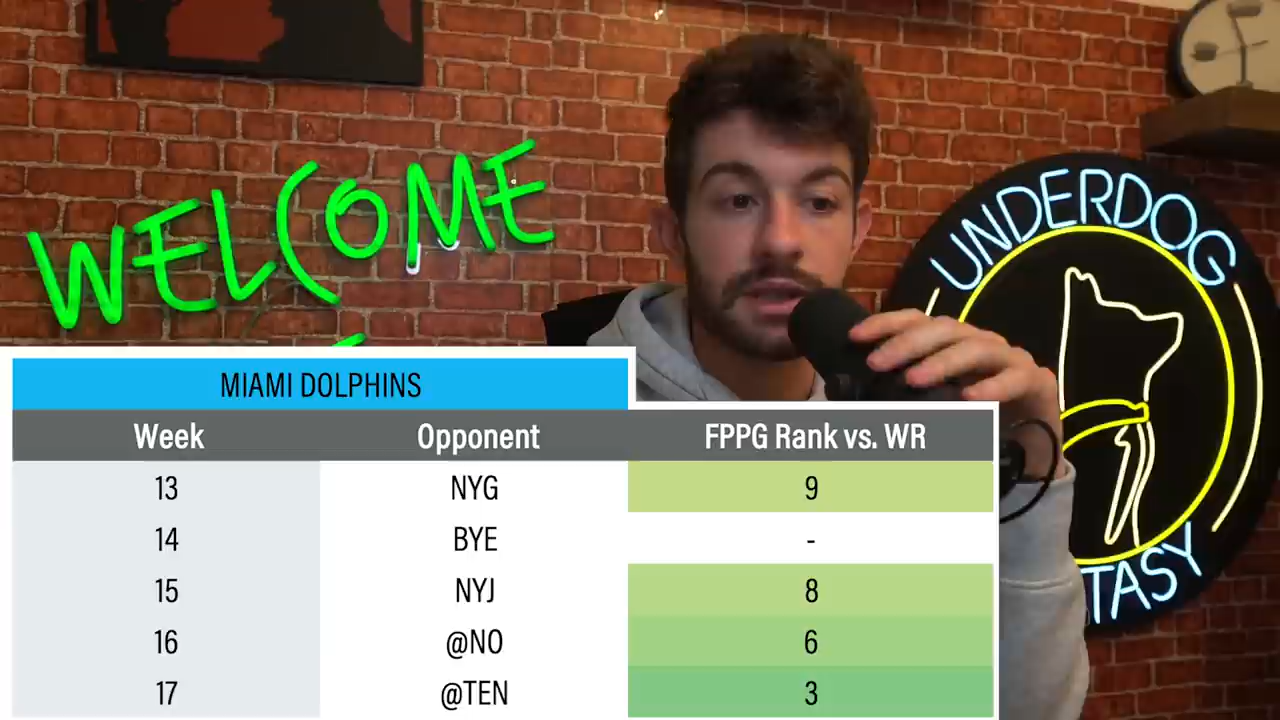 WELCOME
UNDERDOG
TASY
MIAMI DOLPHINS
Week Opponent FPPG Rank vs. WR
13 NYG 9
14 BYE -
15 NYJ 8
16 @NO 6
17 @TEN 3